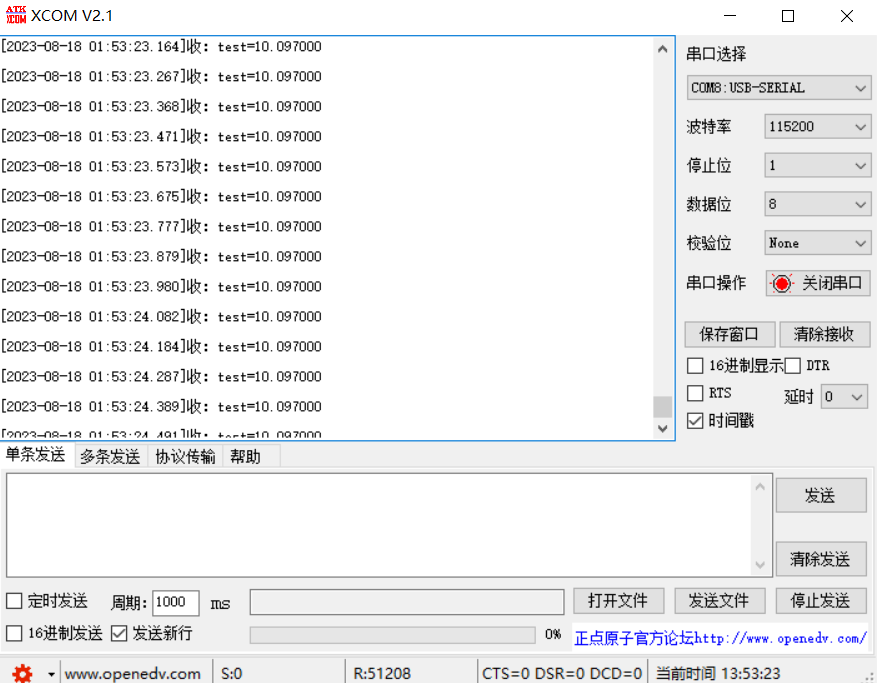 ATK XCOM XCOM V2.1
[2023-08-18 01:53:23.164]收: test=10.097000
[2023-08-18 01:53:23.267]收: test=10.097000
[2023-08-18 01:53:23.368]收: test=10.097000
[2023-08-18 01:53:23.471]收: test=10.097000
[2023-08-18 01:53:23.573]收: test=10.097000
[2023-08-18 01:53:23.675]收: test=10.097000
[2023-08-18 01:53:23.777]收: test=10.097000
[2023-08-18 01:53:23.879]收: test=10.097000
[2023-08-18 01:53:23.980]收: test=10.097000
[2023-08-18 01:53:24.082]收: test=10.097000
[2023-08-18 01:53:24.184]收: test=10.097000
[2023-08-18 01:53:24.287]收: test=10.097000
[2023-08-18 01:53:24.389]收: test=10.097000
[2023-08-18 01:53:24.491]收: test=10.097000
串口选择
COM8:USB-SERIAL
波特率 115200
停止位 1
数据位 8
校验位 None
串口操作 关闭串口
保存窗口 清除接收
16进制显示 DTR
RTS 延时 0
时间戳
单条发送 多条发送 协议传输 帮助
发送
清除发送
定时发送 周期: 1000 ms 打开文件 发送文件 停止发送
16进制发送 发送新行 0% 正点原子官方论坛http://www.openedv.com/
www.openedv.com S:0 R:51208 CTS=0 DSR=0 DCD=0 当前时间 13:53:23